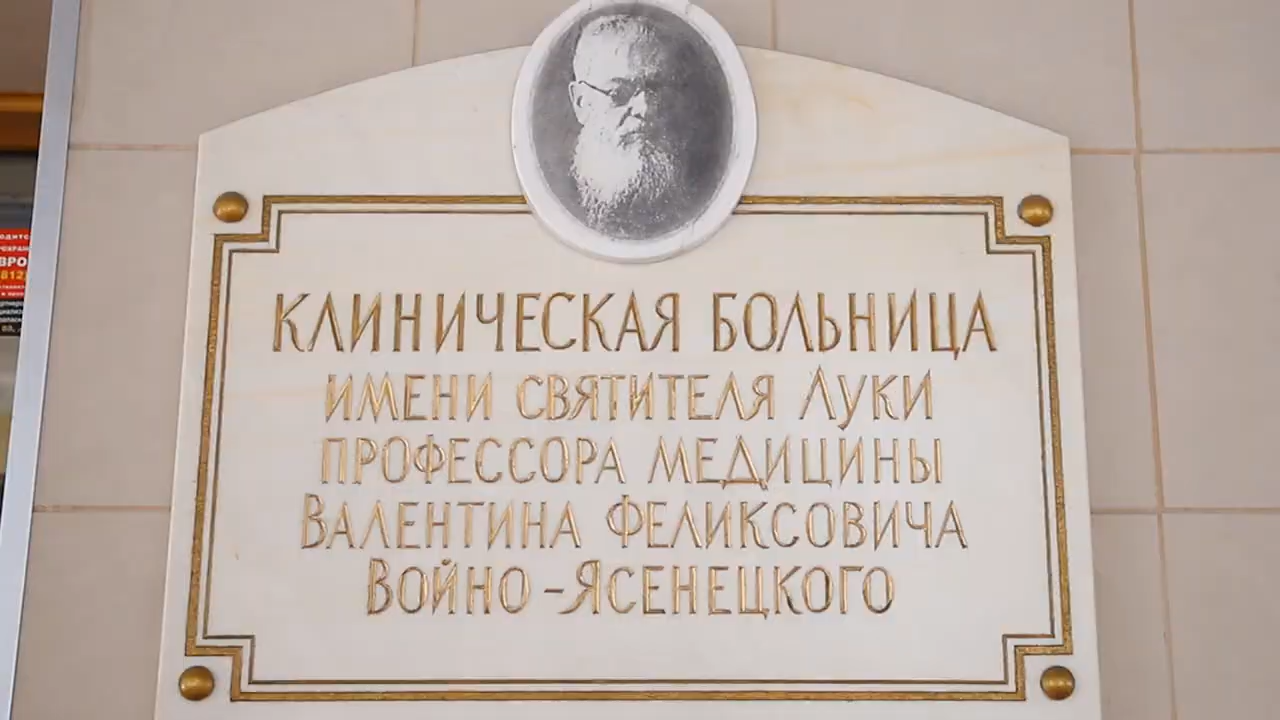 КЛИНИЧЕСКАЯ БОЛЬНИЦА
ИМЕНИ СВЯТИТЕЛЯ ЛУКИ
ПРОФЕССОРА МЕДИЦИНЫ
ВАЛЕНТИНА ФЕЛИКСОВИЧА
ВОЙНО-ЯСЕНЕЦКОГО